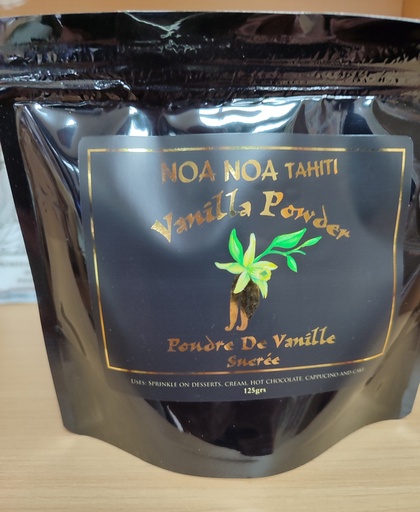 NOA NOA TAHITI
Vanilla Powder
Poudre De Vanille
Sucrée
USES: SPRINKLE ON DESSERTS, CREAM, HOT CHOCOLATE, CAPPUCINO AND
125grs